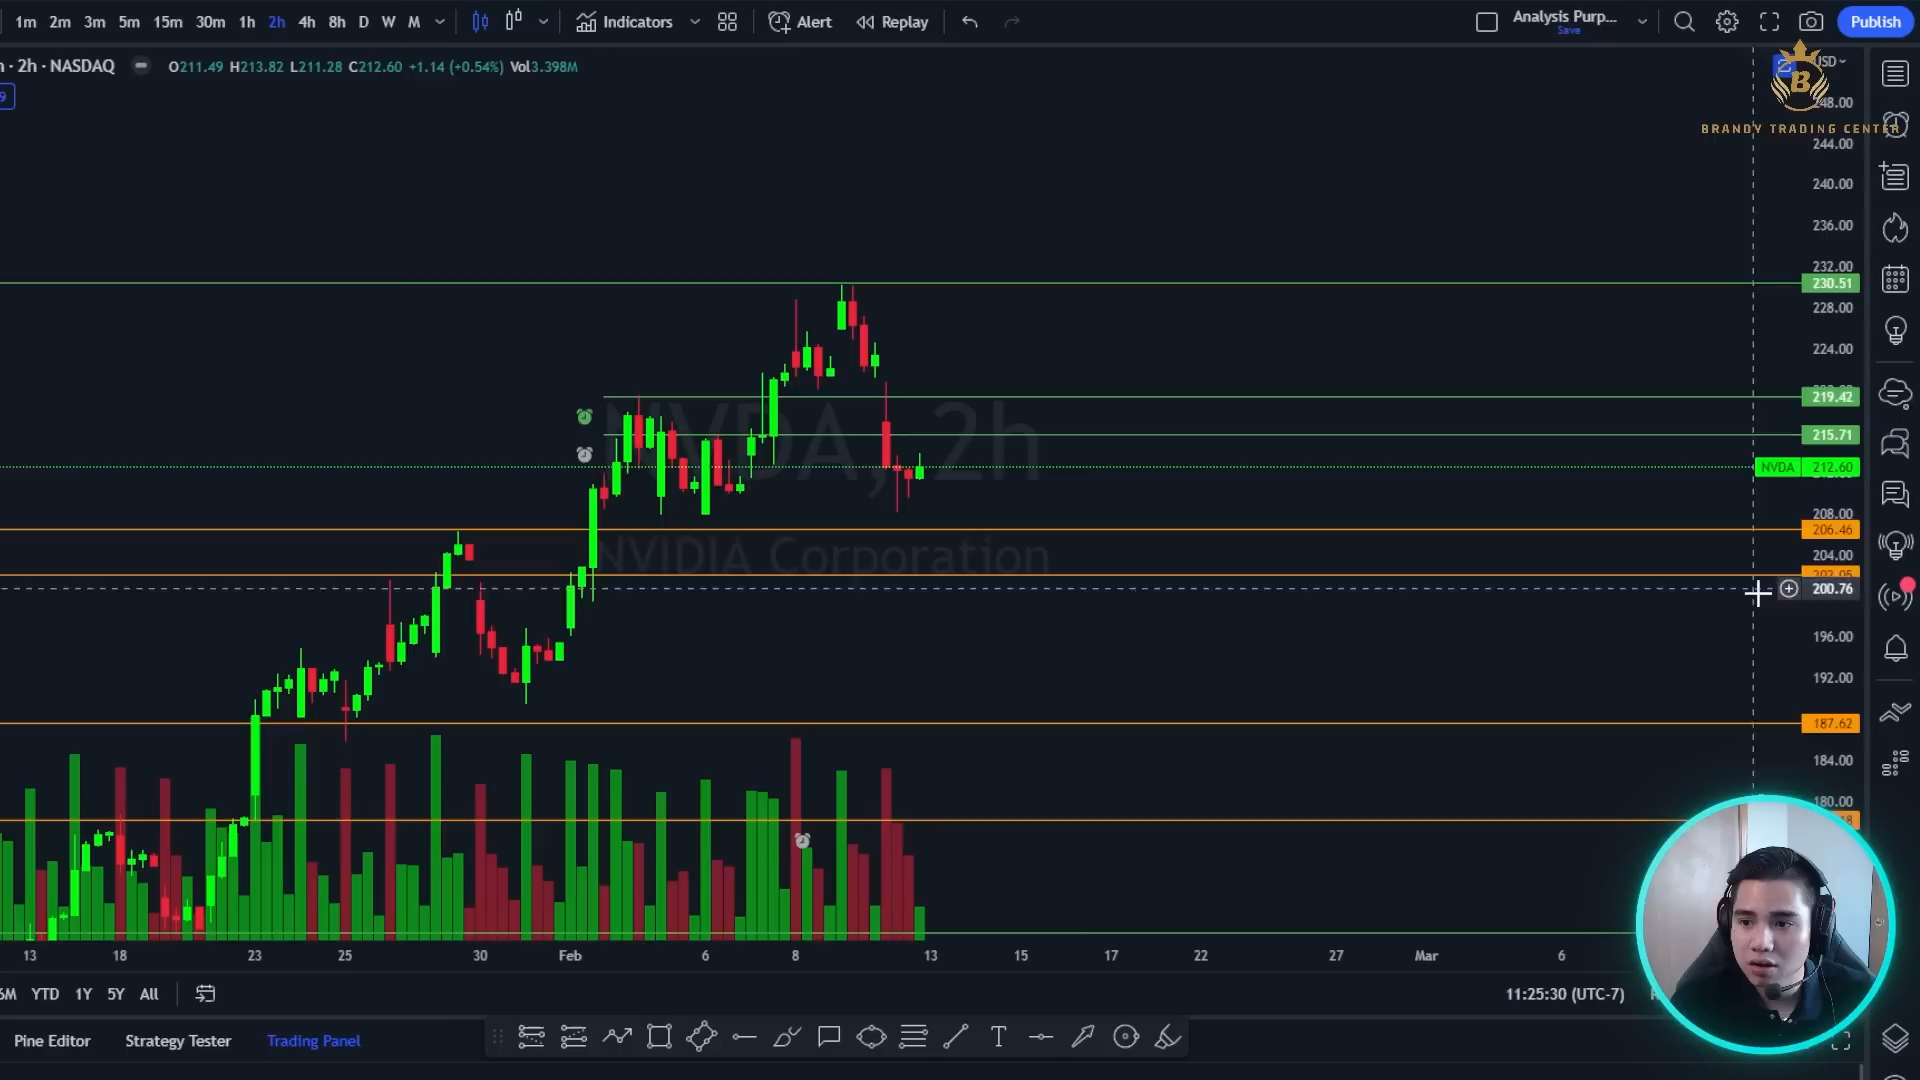 1m 2m 3m 5m 15m 30m 1h 2h 4h 8h D W M Indicators Alert Replay Analysis Purp... Publish
Save
· 2h · NASDAQ O211.49 H213.82 L211.28 C212.60 +1.14 (+0.54%) Vol3.398M
9
248.00
BRANDY TRADING CENTER
244.00
240.00
236.00
232.00
230.51
228.00
224.00
219.42
215.71
NVDA, 2h
NVDA 212.60
208.00
206.46
NVIDIA Corporation
204.00
200.76
196.00
192.00
187.62
184.00
180.00
13 18 23 25 30 Feb 6 8 13 15 17 22 27 Mar 6
6M YTD 1Y 5Y All 11:25:30 (UTC-7)
Pine Editor Strategy Tester Trading Panel